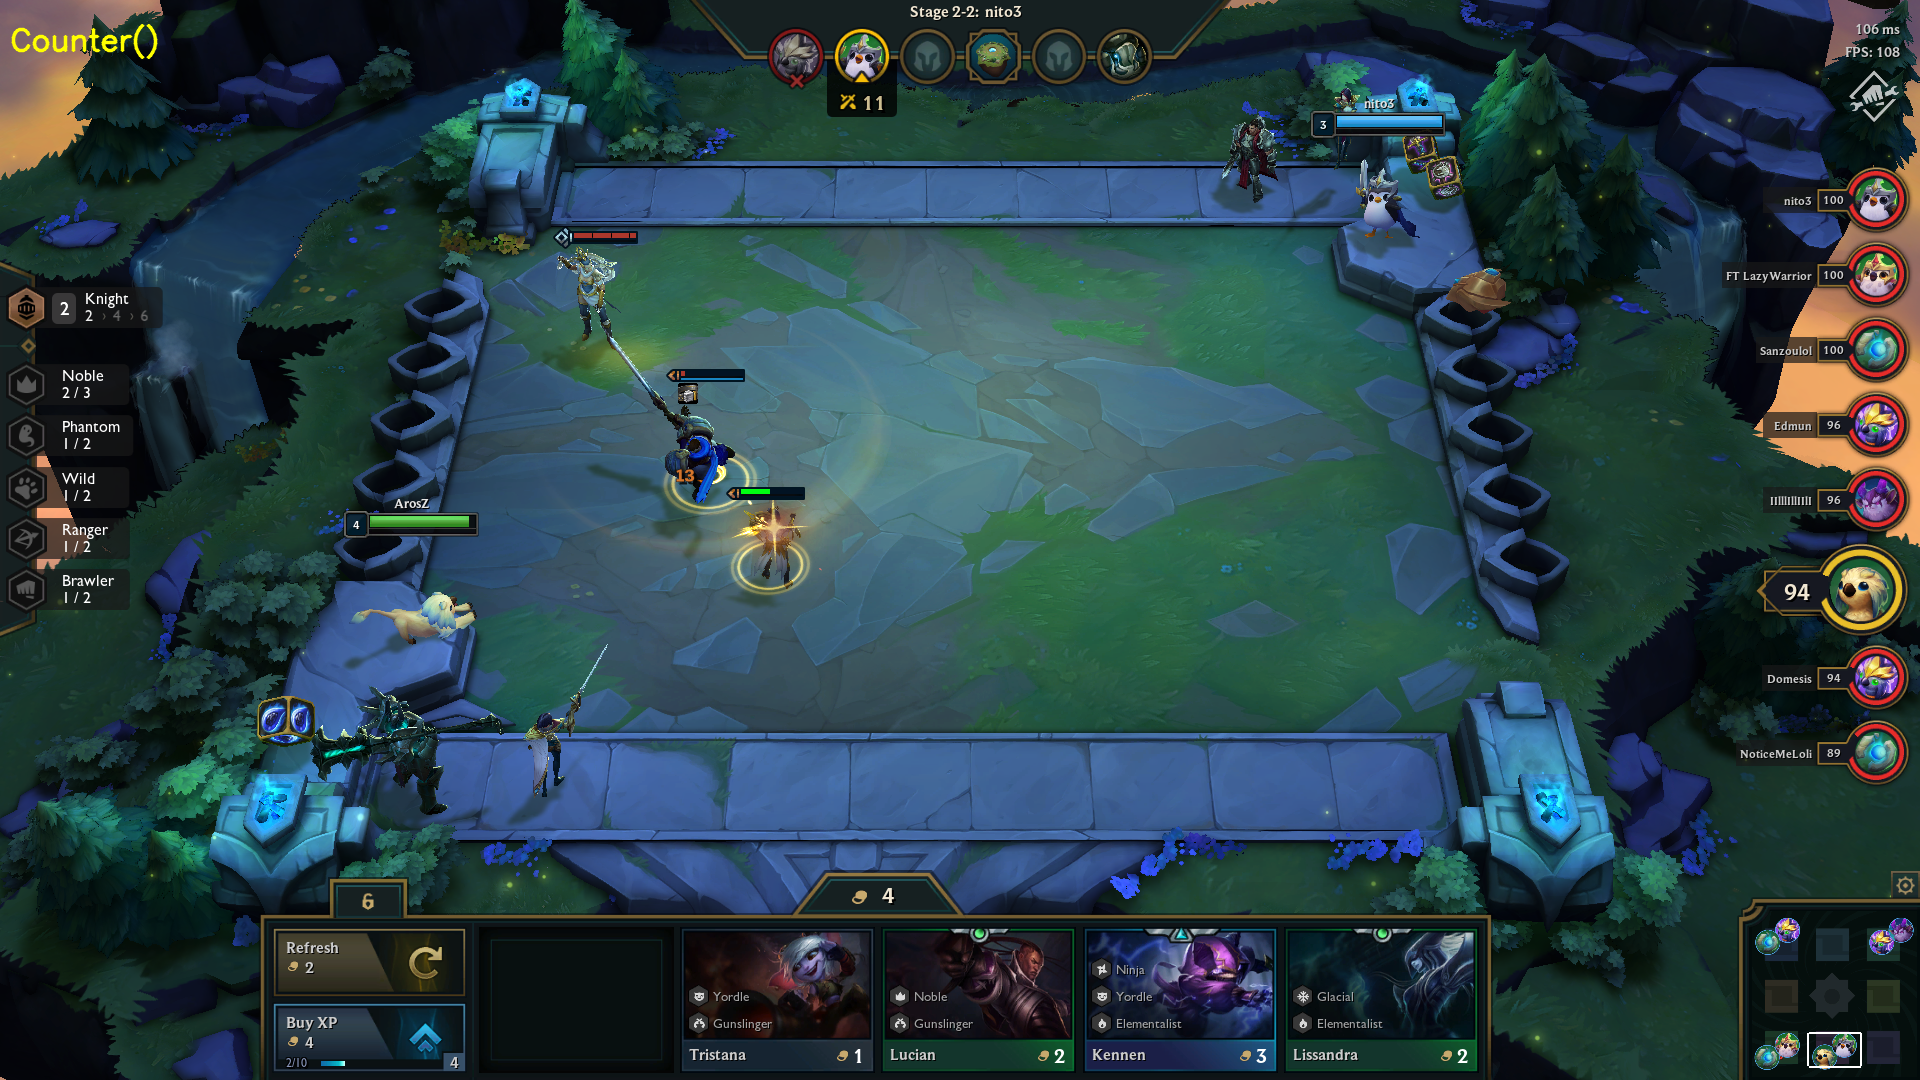 Counter()
Stage 2-2: nito3
11
106 ms
FPS: 108
nito3
3
nito3 100
FT LazyWarrior 100
Sanzoulol 100
Edmun 96
96
94
Domesis 94
NoticeMeLoli 89
2 Knight
2 › 4 › 6
Noble
2 / 3
Phantom
1 / 2
Wild
1 / 2
Ranger
1 / 2
Brawler
1 / 2
13
ArosZ
4
6
4
Refresh
2
Buy XP
4
2/10
4
Yordle
Gunslinger
Tristana 1
Noble
Gunslinger
Lucian 2
Ninja
Yordle
Elementalist
Kennen 3
Glacial
Elementalist
Lissandra 2